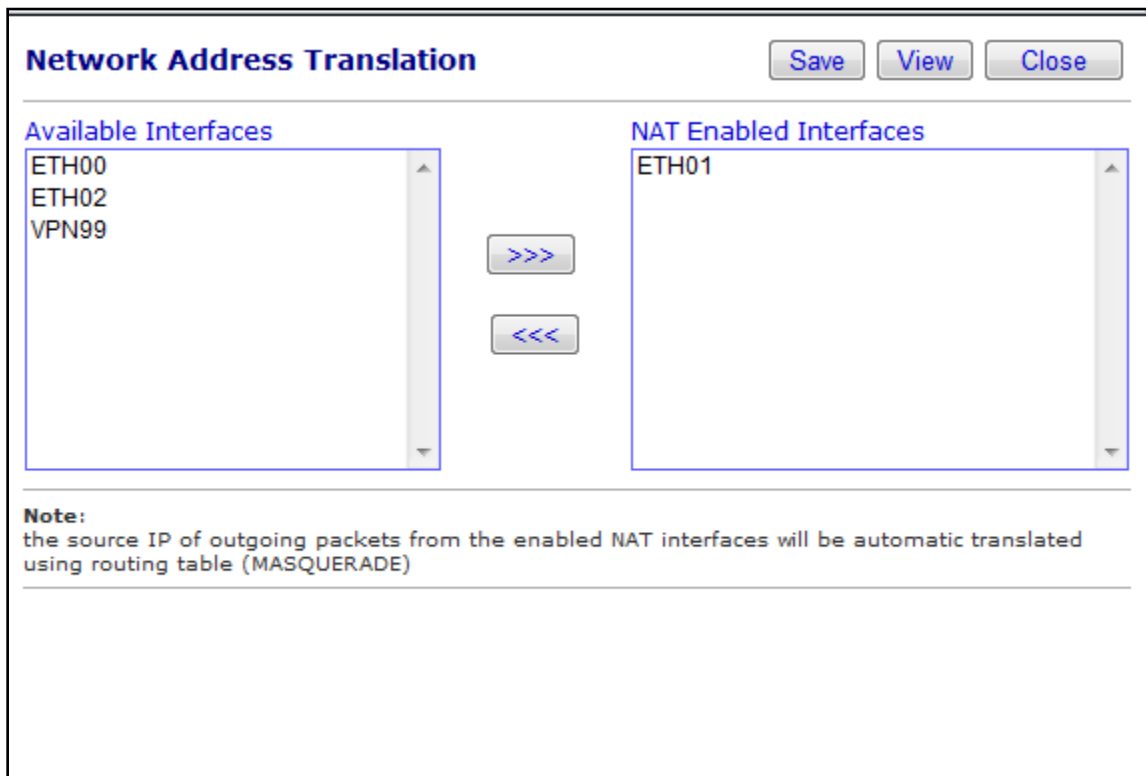 Network Address Translation
Save
View
Close
Available Interfaces
ETH00
ETH02
VPN99
>>>
<<<
NAT Enabled Interfaces
ETH01
Note:
the source IP of outgoing packets from the enabled NAT interfaces will be automatic translated
using routing table (MASQUERADE)